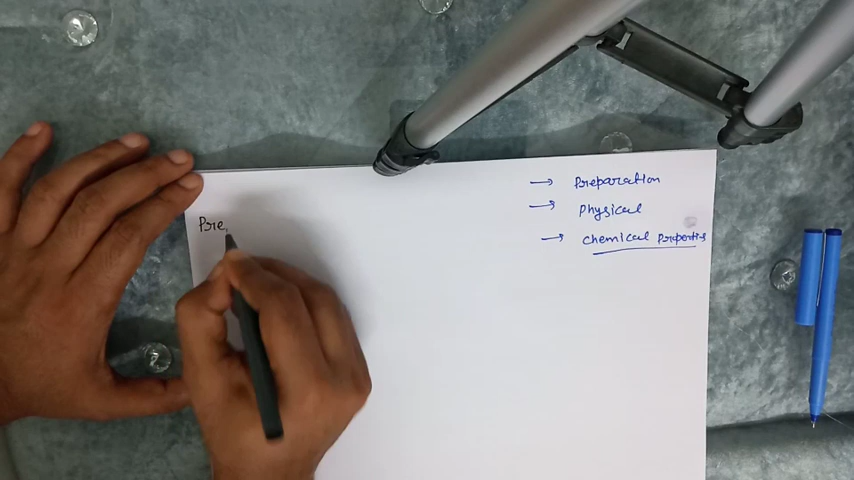 → Preparation
→ Physical
→ chemical Properties
Pre